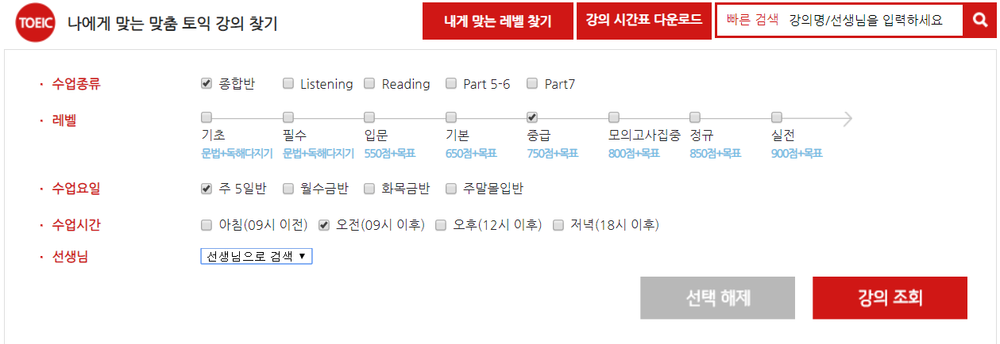 TOEIC 나에게 맞는 맞춤 토익 강의 찾기 내게 맞는 레벨 찾기 강의 시간표 다운로드 빠른 검색 강의명/선생님을 입력하세요
· 수업종류 종합반 Listening Reading Part 5-6 Part7
· 레벨
기초 필수 입문 기본 중급 모의고사집중 정규 실전
문법+독해다지기 문법+독해다지기 550점+목표 650점+목표 750점+목표 800점+목표 850점+목표 900점+목표
· 수업요일 주 5일반 월수금반 화목금반 주말몰입반
· 수업시간 아침(09시 이전) 오전(09시 이후) 오후(12시 이후) 저녁(18시 이후)
· 선생님 선생님으로 검색 ▼
선택 해제 강의 조회